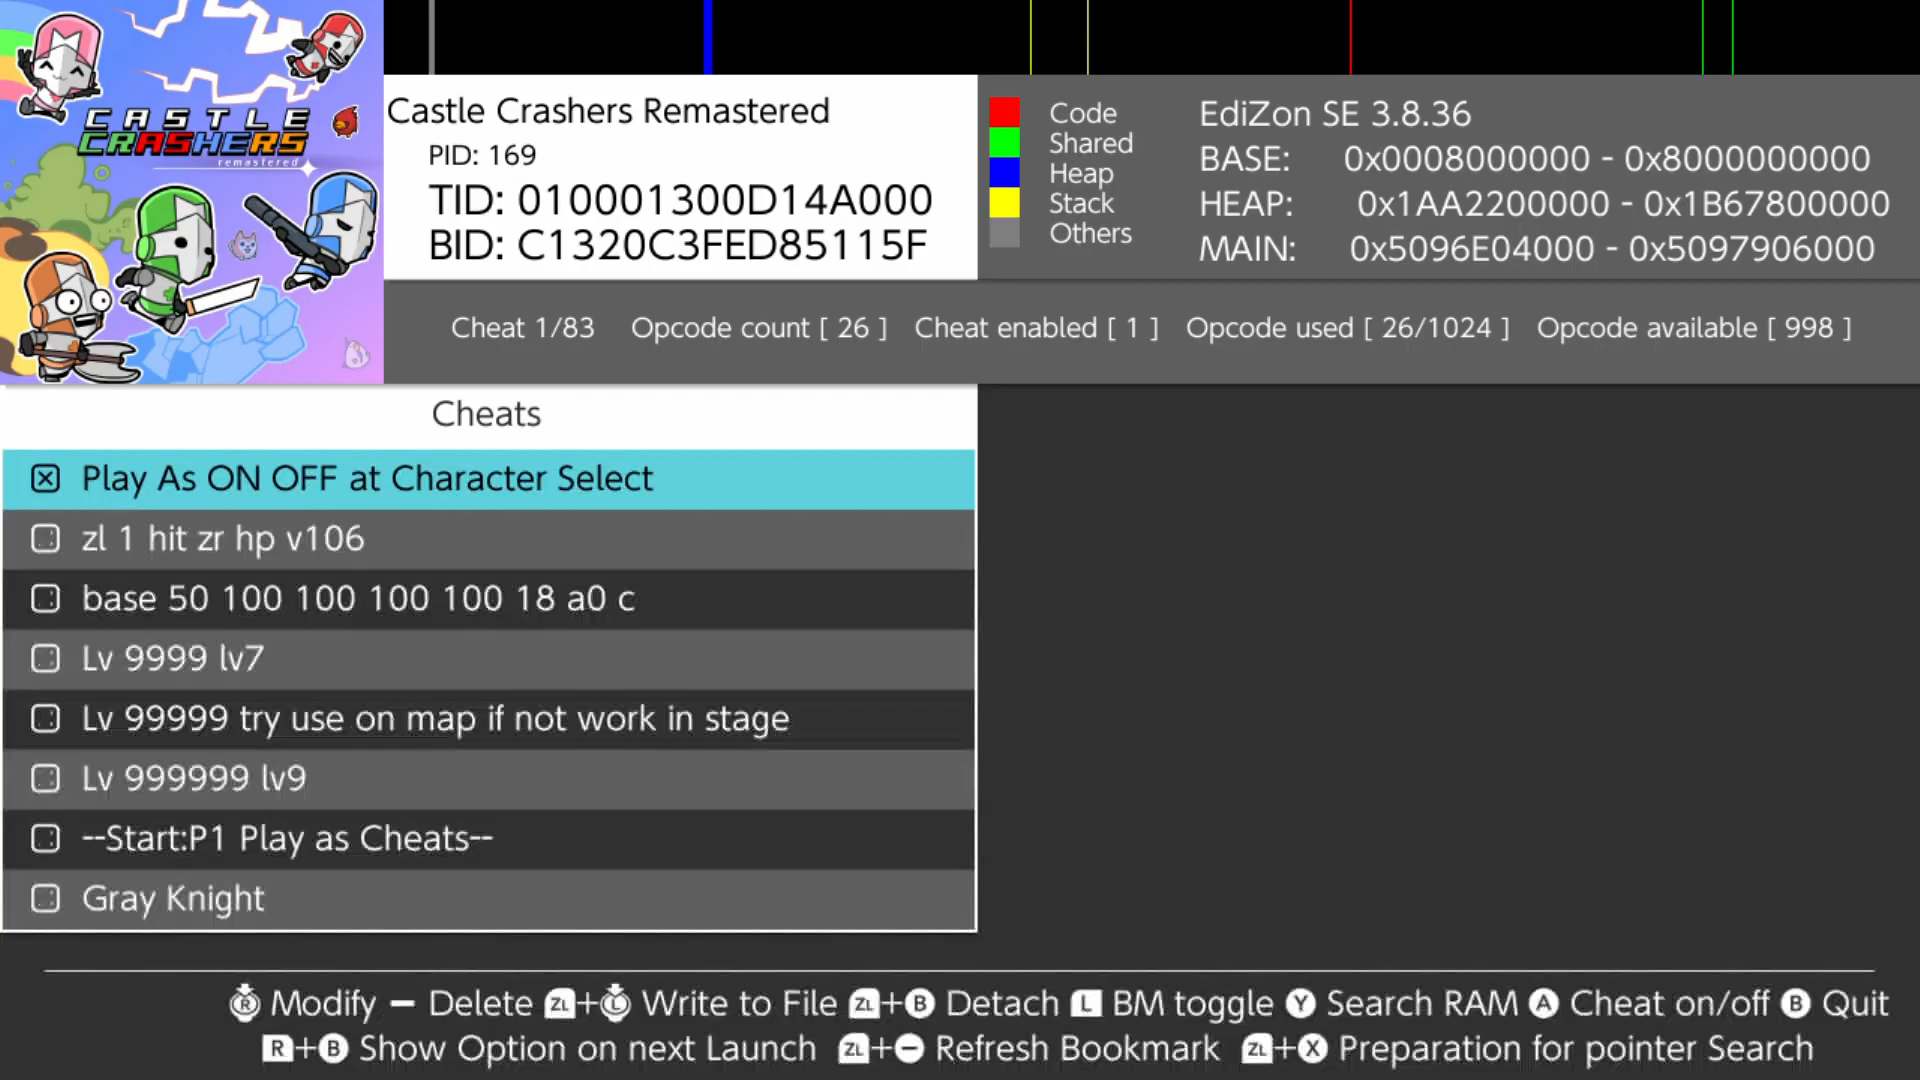 CASTLE
CRASHERS
remastered
Castle Crashers Remastered
PID: 169
TID: 010001300D14A000
BID: C1320C3FED85115F
Code
Shared
Heap
Stack
Others
EdiZon SE 3.8.36
BASE: 0x0008000000 - 0x8000000000
HEAP: 0x1AA2200000 - 0x1B67800000
MAIN: 0x5096E04000 - 0x5097906000
Cheat 1/83 Opcode count [ 26 ] Cheat enabled [ 1 ] Opcode used [ 26/1024 ] Opcode available [ 998 ]
Cheats
Play As ON OFF at Character Select
zl 1 hit zr hp v106
base 50 100 100 100 100 18 a0 c
Lv 9999 lv7
Lv 99999 try use on map if not work in stage
Lv 999999 lv9
--Start:P1 Play as Cheats--
Gray Knight
R Modify − Delete ZL+L Write to File ZL+B Detach L BM toggle Y Search RAM A Cheat on/off B Quit
R+B Show Option on next Launch ZL+− Refresh Bookmark ZL+X Preparation for pointer Search